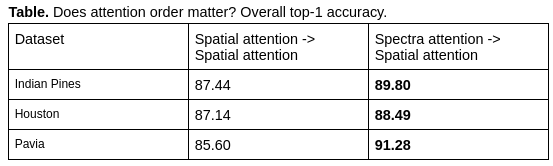 Table. Does attention order matter? Overall top-1 accuracy.
Dataset
Spatial attention ->
Spatial attention
Spectra attention ->
Spatial attention
Indian Pines
87.44
89.80
Houston
87.14
88.49
Pavia
85.60
91.28